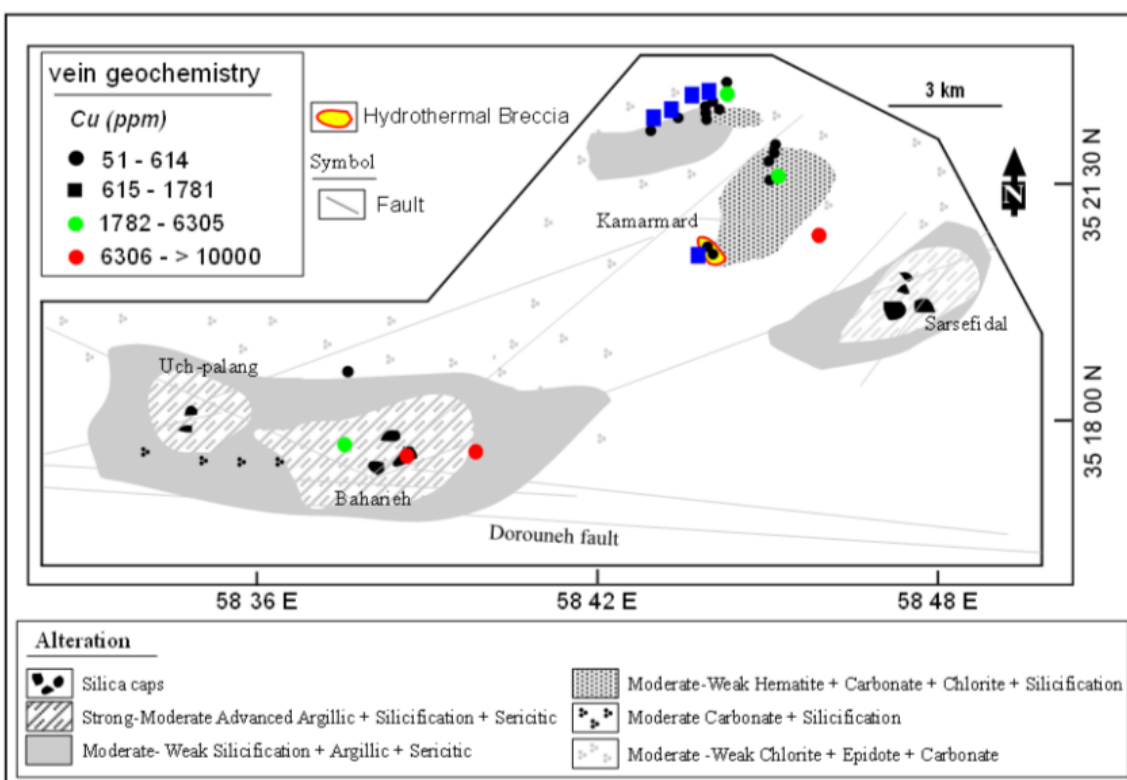 vein geochemistry
Cu (ppm)
51 - 614
615 - 1781
1782 - 6305
6306 - > 10000
Hydrothermal Breccia
Symbol
Fault
3 km
N
35 21 30 N
35 18 00 N
Kamarmard
Sarsefidal
Uch-palang
Baharieh
Dorouneh fault
58 36 E
58 42 E
58 48 E
Alteration
Silica caps
Strong-Moderate Advanced Argillic + Silicification + Sericitic
Moderate- Weak Silicification + Argillic + Sericitic
Moderate-Weak Hematite + Carbonate + Chlorite + Silicification
Moderate Carbonate + Silicification
Moderate -Weak Chlorite + Epidote + Carbonate